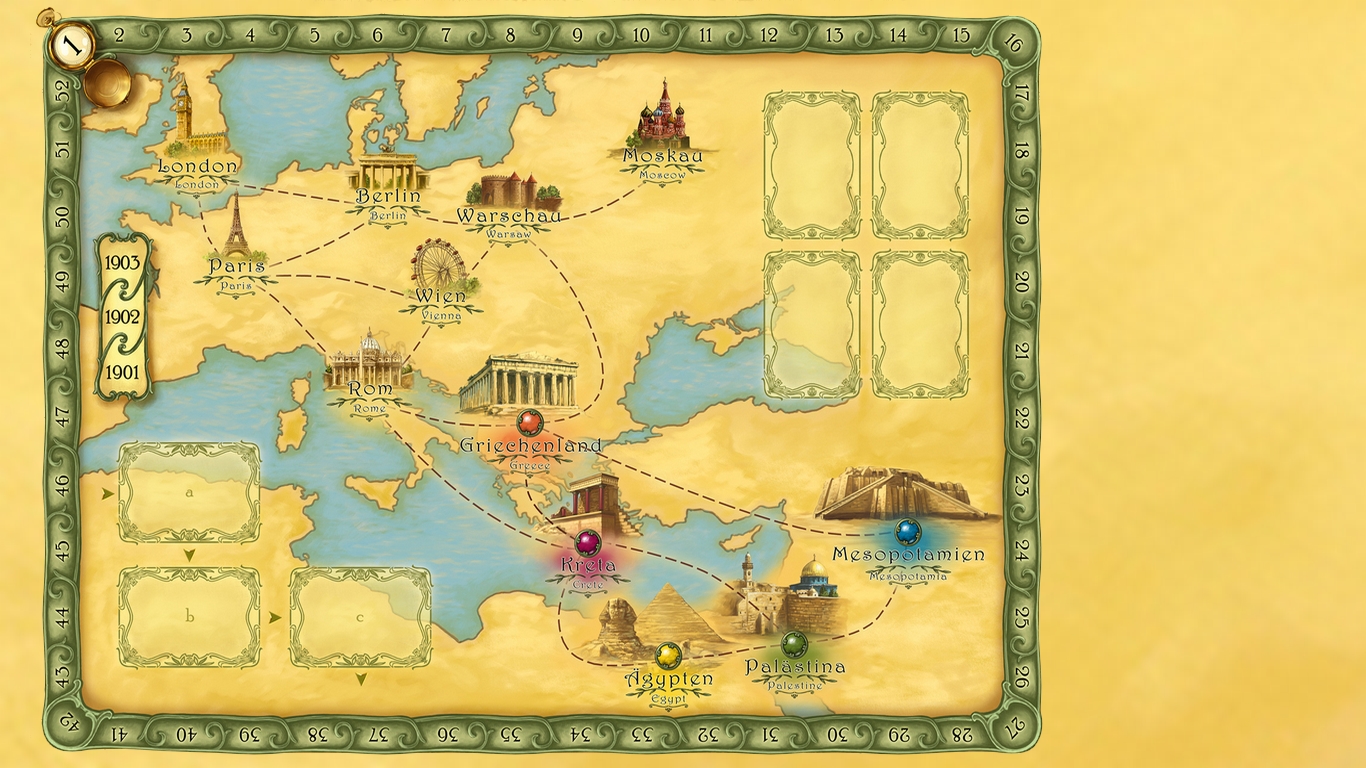 1
2
3
4
5
6
7
8
9
10
11
12
13
14
15
16
17
18
19
20
21
22
23
24
25
26
27
28
29
30
31
32
33
34
35
36
37
38
39
40
41
42
43
44
45
46
47
48
49
50
51
52
London
London
Berlin
Berlin
Warschau
Warsaw
Moskau
Moscow
Paris
Paris
Wien
Vienna
1903
1902
1901
Rom
Rome
Griechenland
Greece
Kreta
Crete
Mesopotamien
Mesopotamia
Ägypten
Egypt
Palästina
Palestine
a
b
c